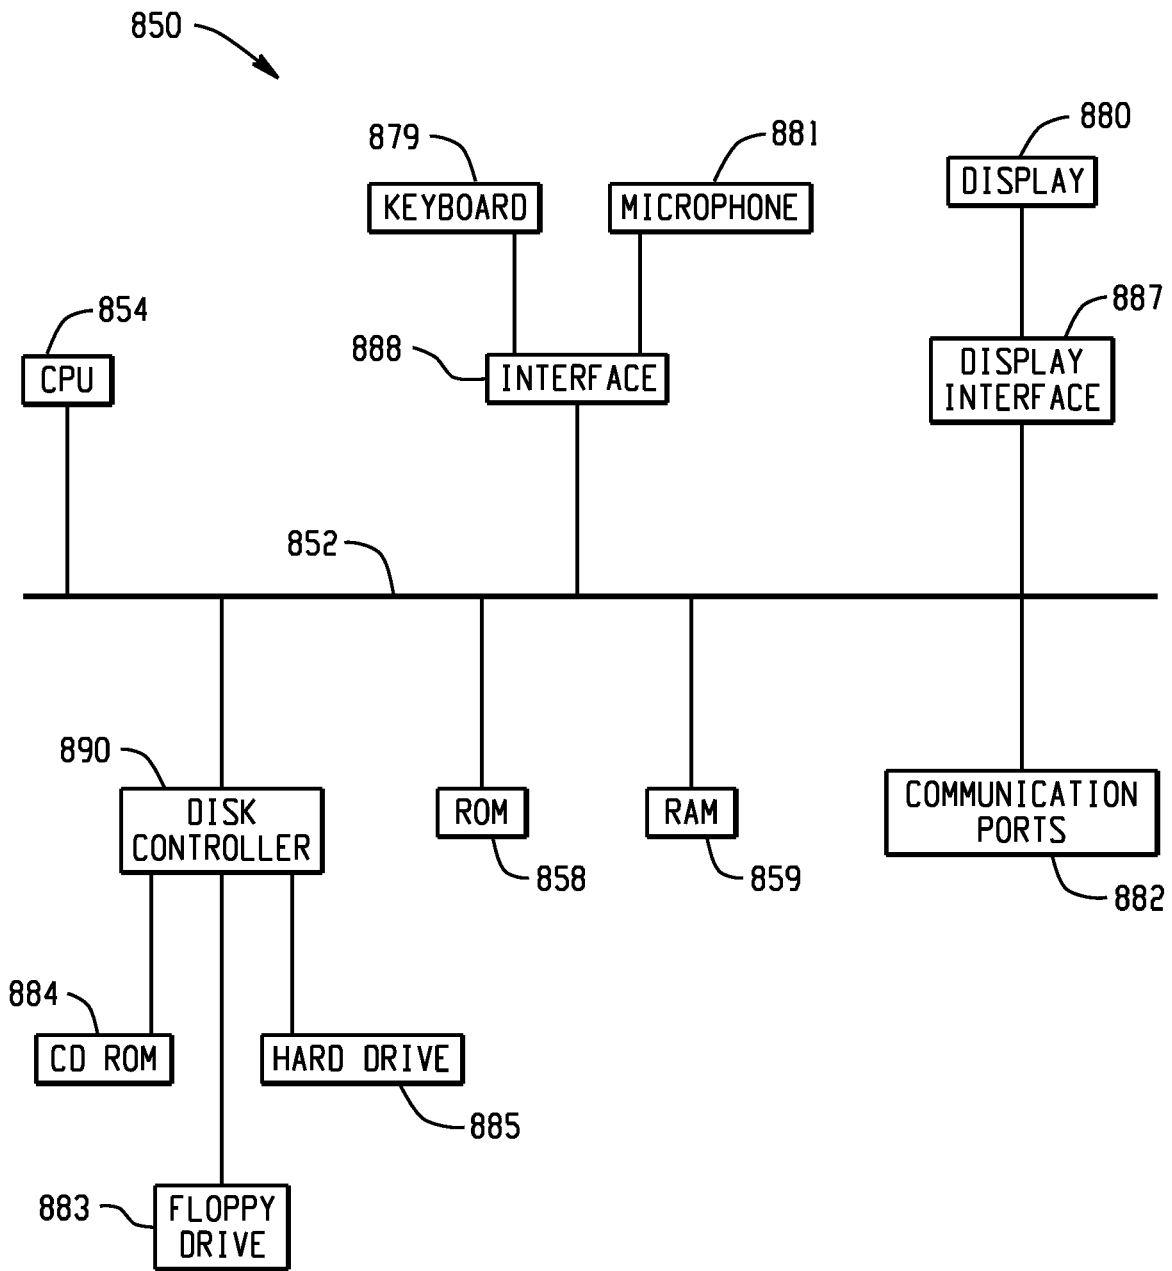 850
879
881
880
KEYBOARD
MICROPHONE
DISPLAY
854
888
887
CPU
INTERFACE
DISPLAY
INTERFACE
852
890
DISK
CONTROLLER
ROM
RAM
COMMUNICATION
PORTS
858
859
882
884
CD ROM
HARD DRIVE
885
883
FLOPPY
DRIVE